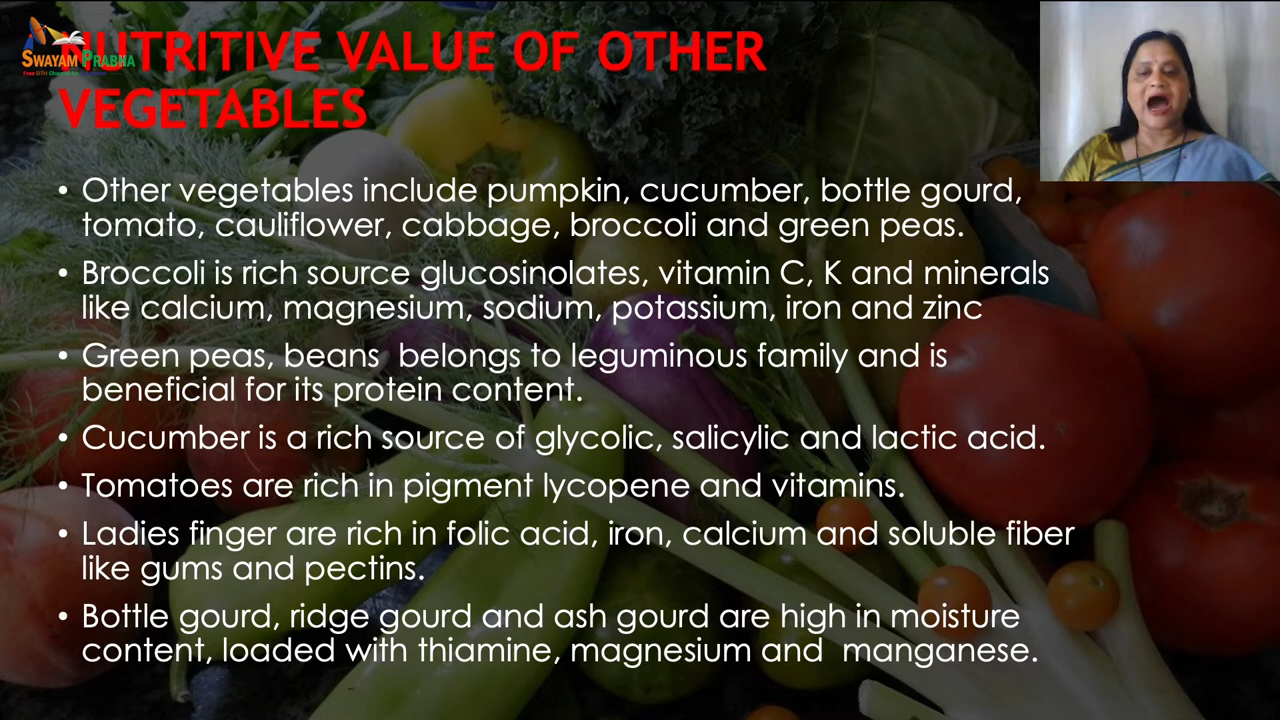 SWAYAM PRABHA
Free DTH Channel for
NUTRITIVE VALUE OF OTHER
VEGETABLES
• Other vegetables include pumpkin, cucumber, bottle gourd,
tomato, cauliflower, cabbage, broccoli and green peas.
• Broccoli is rich source glucosinolates, vitamin C, K and minerals
like calcium, magnesium, sodium, potassium, iron and zinc
• Green peas, beans  belongs to leguminous family and is
beneficial for its protein content.
• Cucumber is a rich source of glycolic, salicylic and lactic acid.
• Tomatoes are rich in pigment lycopene and vitamins.
• Ladies finger are rich in folic acid, iron, calcium and soluble fiber
like gums and pectins.
• Bottle gourd, ridge gourd and ash gourd are high in moisture
content, loaded with thiamine, magnesium and  manganese.